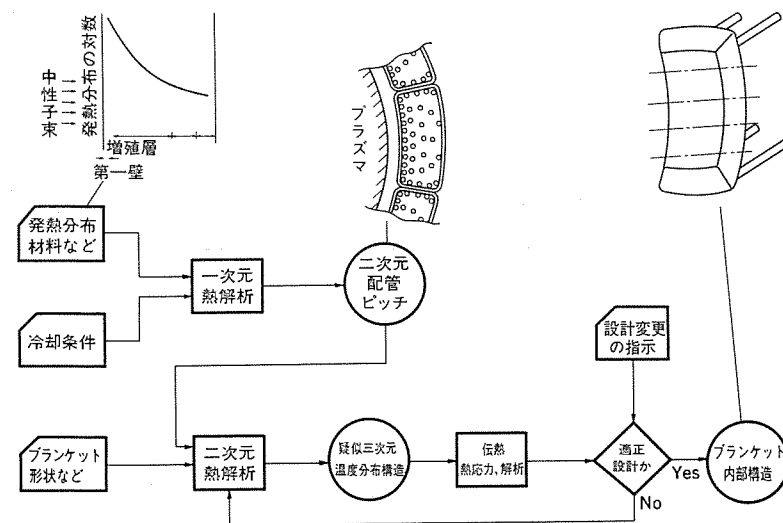 発熱分布の対数
中性子束
増殖層
第一壁
プラズマ
発熱分布
材料など
冷却条件
一次元
熱解析
二次元
配管
ピッチ
設計変更
の指示
ブランケット
形状など
二次元
熱解析
疑似三次元
温度分布構造
伝熱
熱応力、解析
適正
設計か
Yes
No
ブランケット
内部構造